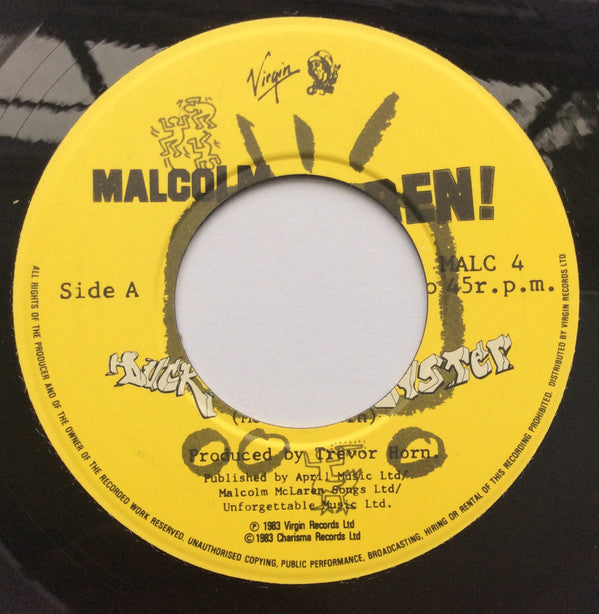 Virgin
MALCOLM REN!
MALC 4
Side A 45r.p.m.
"DUCK
Produced by Trevor Horn.
Published by April Music Ltd/
Malcolm McLaren Songs Ltd/
Unforgettable Music Ltd.
℗ 1983 Virgin Records Ltd
© 1983 Charisma Records Ltd
ALL RIGHTS OF THE PRODUCER AND OF THE OWNER OF THE RECORDED WORK RESERVED. UNAUTHORISED COPYING, PUBLIC PERFORMANCE, BROADCASTING, HIRING OR RENTAL OF THIS RECORDING PROHIBITED. DISTRIBUTED BY VIRGIN RECORDS LTD